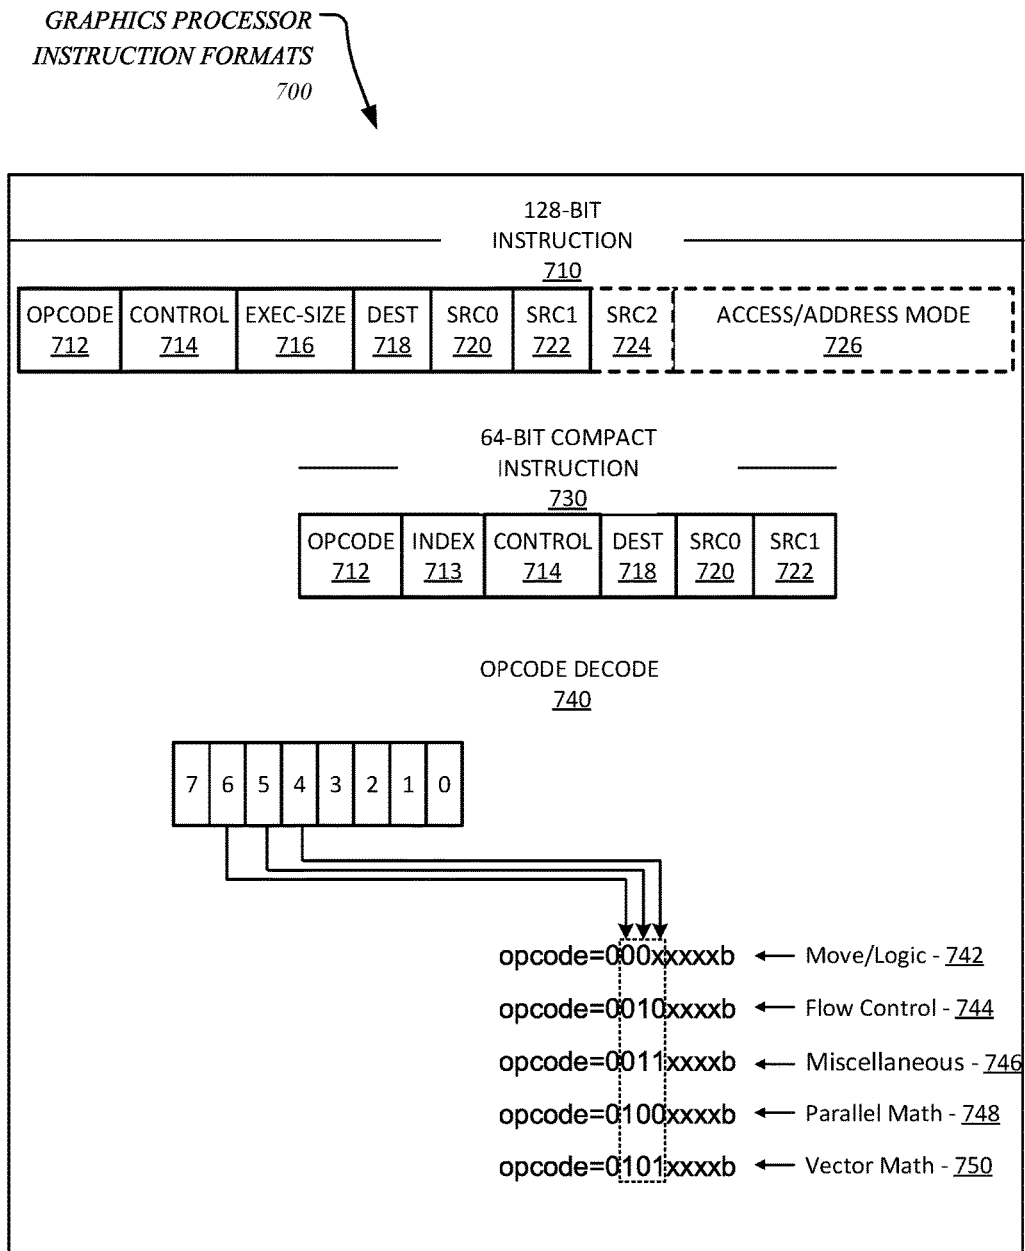 GRAPHICS PROCESSOR
INSTRUCTION FORMATS
700
128-BIT
INSTRUCTION
710
OPCODE CONTROL EXEC-SIZE DEST SRC0 SRC1 SRC2 ACCESS/ADDRESS MODE
712 714 716 718 720 722 724 726
64-BIT COMPACT
INSTRUCTION
730
OPCODE INDEX CONTROL DEST SRC0 SRC1
712 713 714 718 720 722
OPCODE DECODE
740
7 6 5 4 3 2 1 0
opcode=000xxxxxb Move/Logic - 742
opcode=0010xxxxb Flow Control - 744
opcode=0011xxxxb Miscellaneous - 746
opcode=0100xxxxb Parallel Math - 748
opcode=0101xxxxb Vector Math - 750